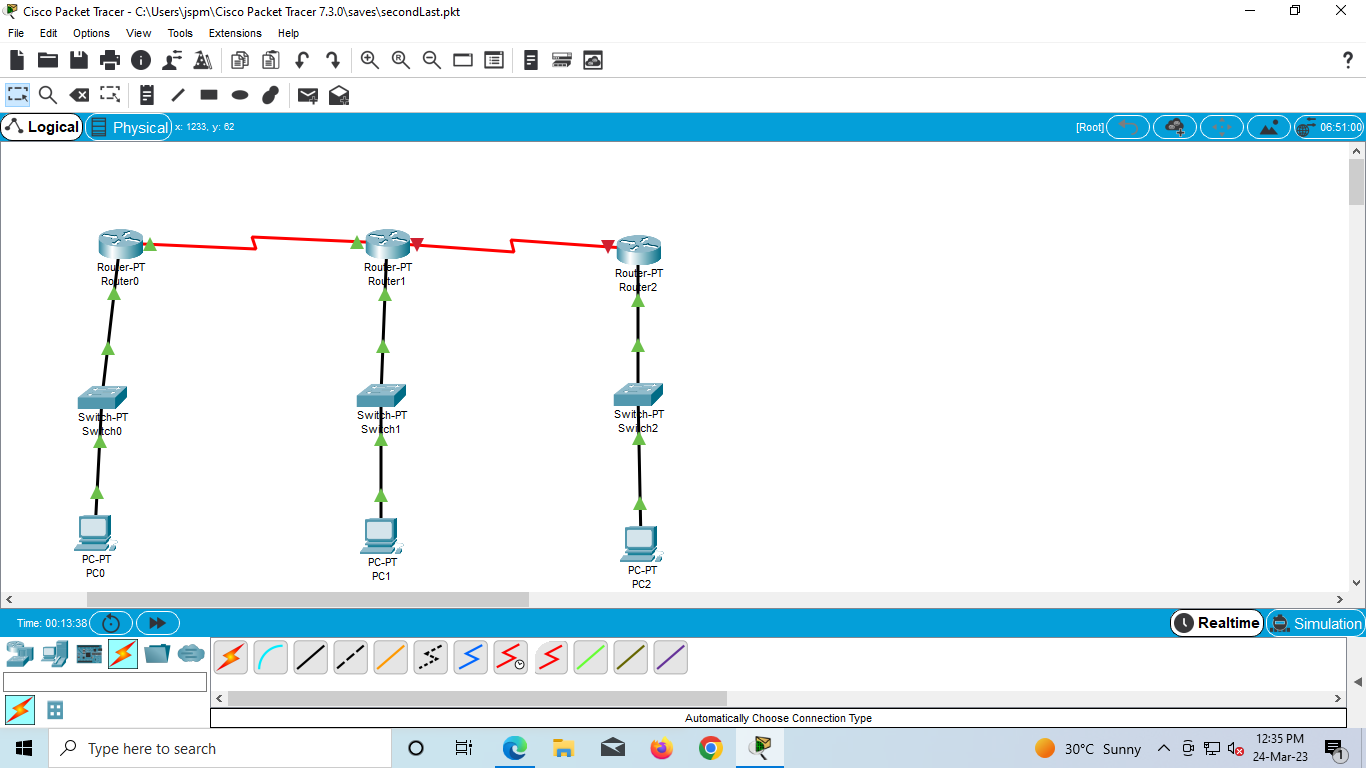 Cisco Packet Tracer - C:\Users\jspm\Cisco Packet Tracer 7.3.0\saves\secondLast.pkt
File Edit Options View Tools Extensions Help
Logical Physical x: 1233, y: 62 [Root] 06:51:00
Router-PT
Router0
Router-PT
Router1
Router-PT
Router2
Switch-PT
Switch0
Switch-PT
Switch1
Switch-PT
Switch2
PC-PT
PC0
PC-PT
PC1
PC-PT
PC2
Time: 00:13:38 Realtime Simulation
Automatically Choose Connection Type
Type here to search
30°C Sunny
12:35 PM
24-Mar-23
1